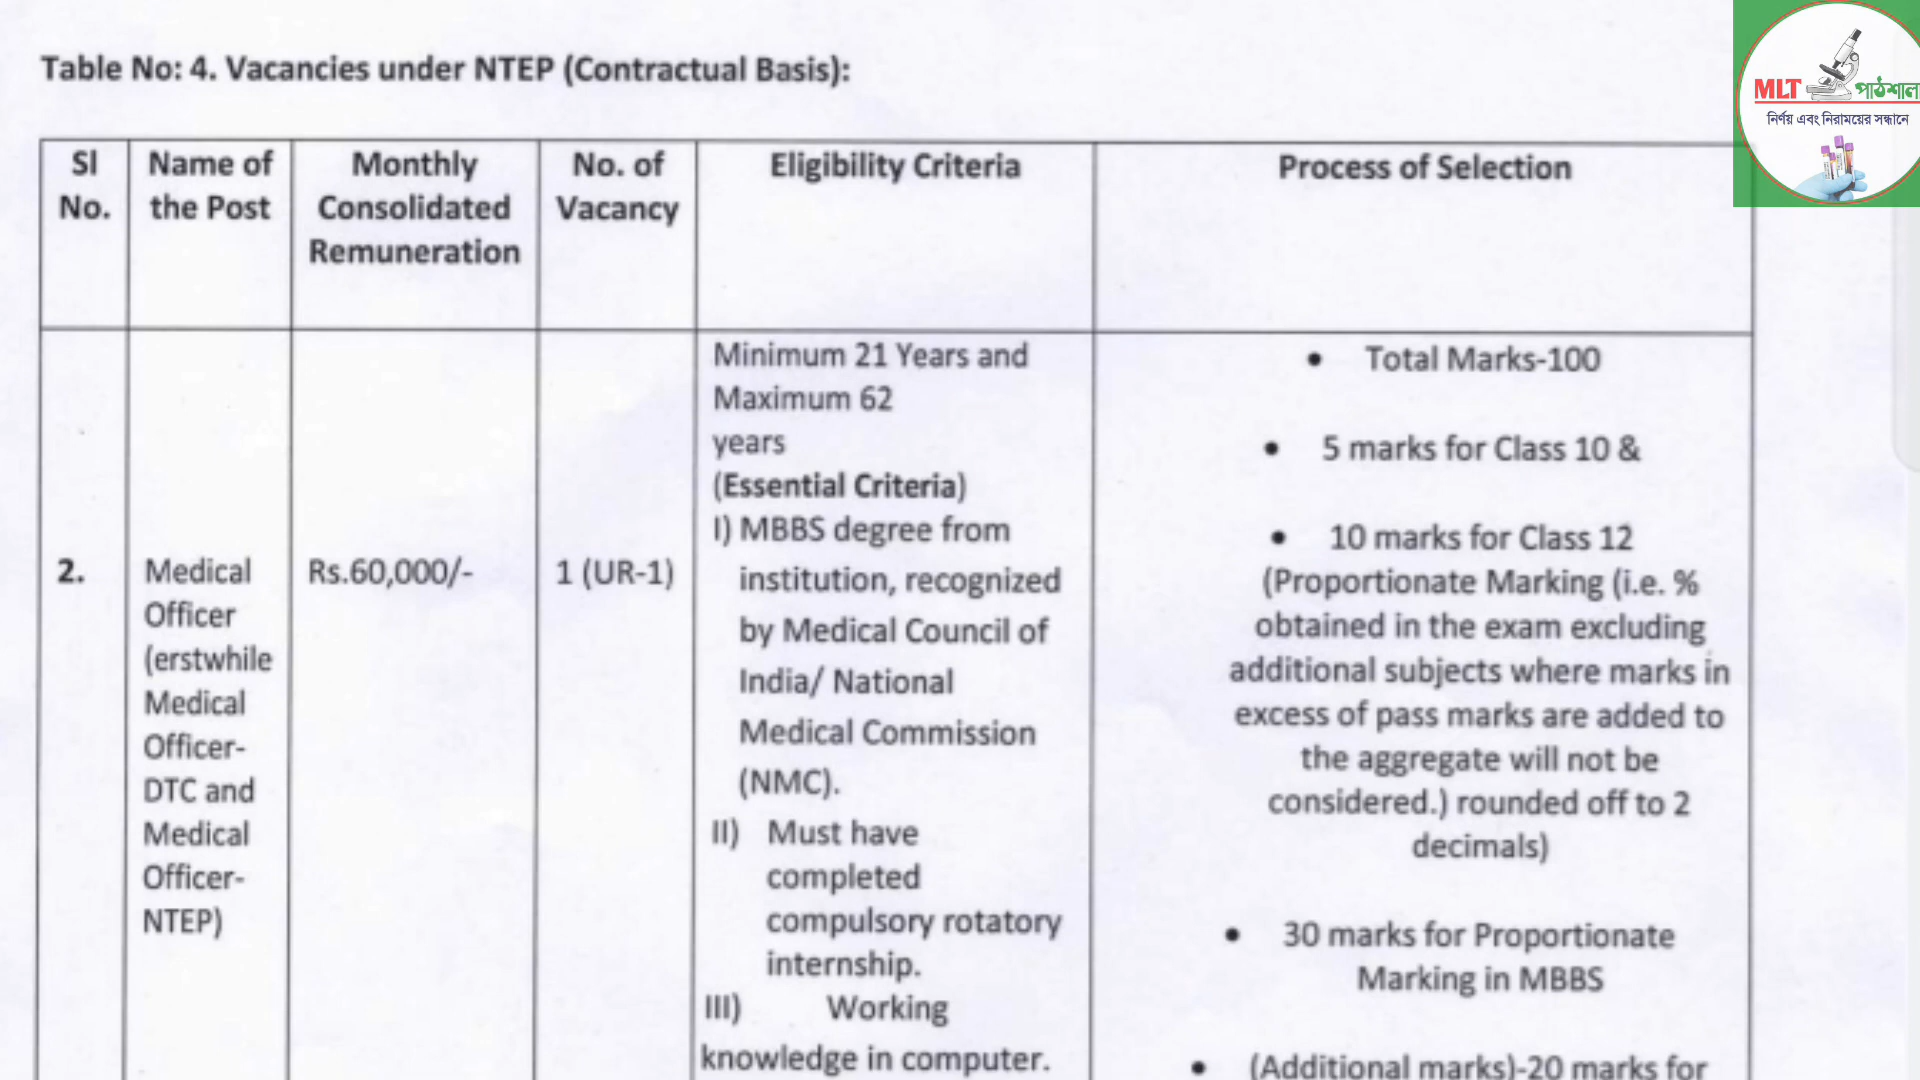 Table No: 4. Vacancies under NTEP (Contractual Basis):
MLT পাঠশালা
নির্ণয় এবং নিরাময়ের সন্ধানে
Sl
No.
Name of
the Post
Monthly
Consolidated
Remuneration
No. of
Vacancy
Eligibility Criteria
Process of Selection
2.
Medical
Officer
(erstwhile
Medical
Officer-
DTC and
Medical
Officer-
NTEP)
Rs.60,000/-
1 (UR-1)
Minimum 21 Years and
Maximum 62
years
(Essential Criteria)
I) MBBS degree from
institution, recognized
by Medical Council of
India/ National
Medical Commission
(NMC).
II) Must have
completed
compulsory rotatory
internship.
III) Working
knowledge in computer.
• Total Marks-100
• 5 marks for Class 10 &
• 10 marks for Class 12
(Proportionate Marking (i.e. %
obtained in the exam excluding
additional subjects where marks in
excess of pass marks are added to
the aggregate will not be
considered.) rounded off to 2
decimals)
• 30 marks for Proportionate
Marking in MBBS
• (Additional marks)-20 marks for